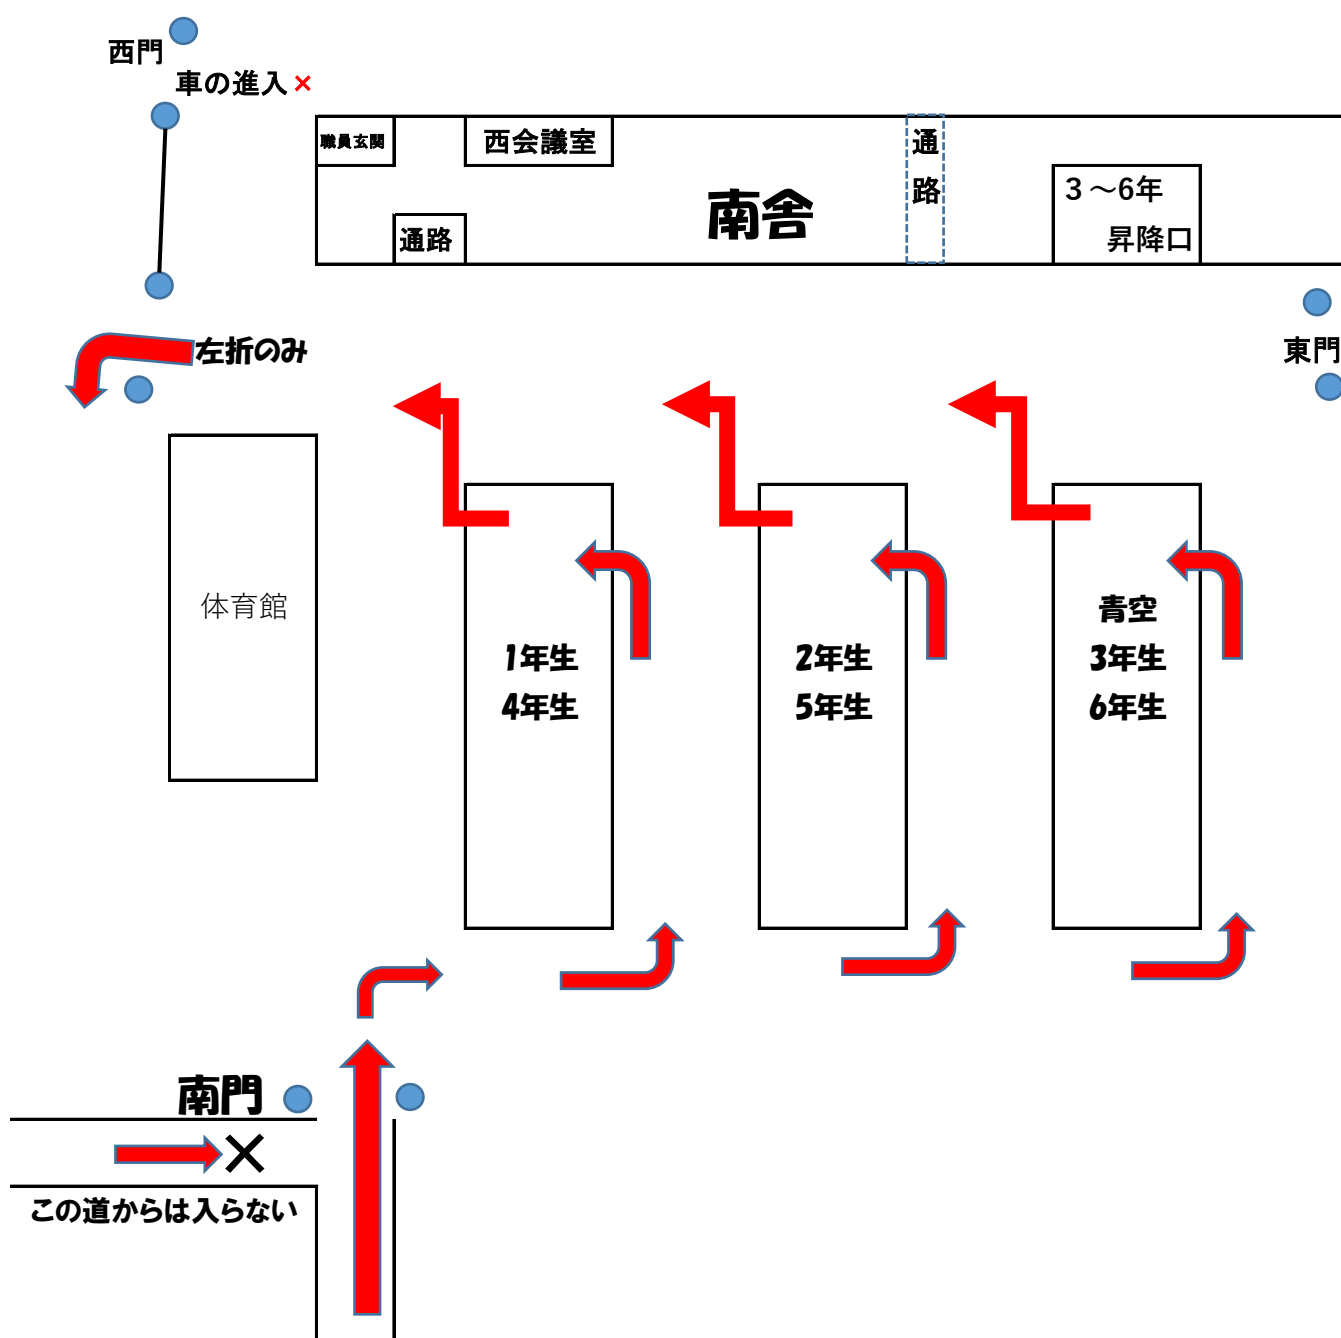 西門
車の進入×
職員玄関
西会議室
通路
3～6年
昇降口
南舎
通路
東門
左折のみ
体育館
1年生
4年生
2年生
5年生
青空
3年生
6年生
南門
×
この道からは入らない